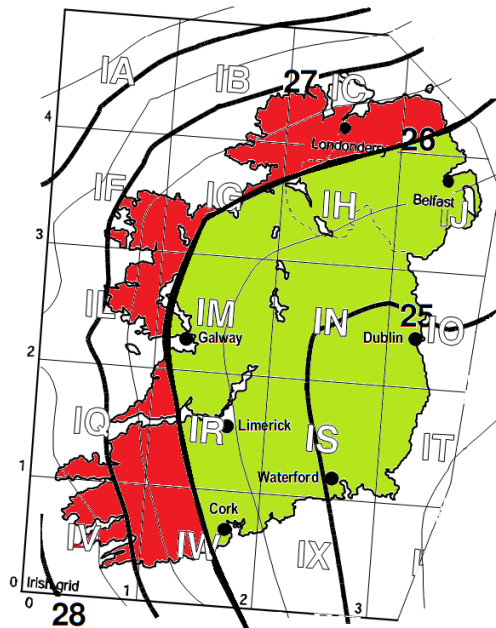 IA
IB
27
IC
4
Londonderry
26
IF
IG
IH
Belfast
IJ
3
IL
IM
IN
25
IO
Galway
Dublin
2
IQ
IR
Limerick
IS
IT
1
Waterford
Cork
IV
IW
IX
I
0
Irish grid
0
1
2
3
28